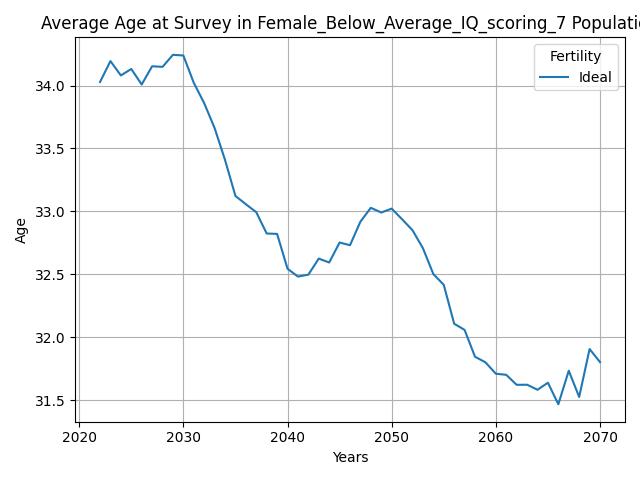 Average Age at Survey in Female_Below_Average_IQ_scoring_7
Fertility
Ideal
34.0
33.5
33.0
32.5
32.0
31.5
Age
2020 2030 2040 2050 2060 2070
Years